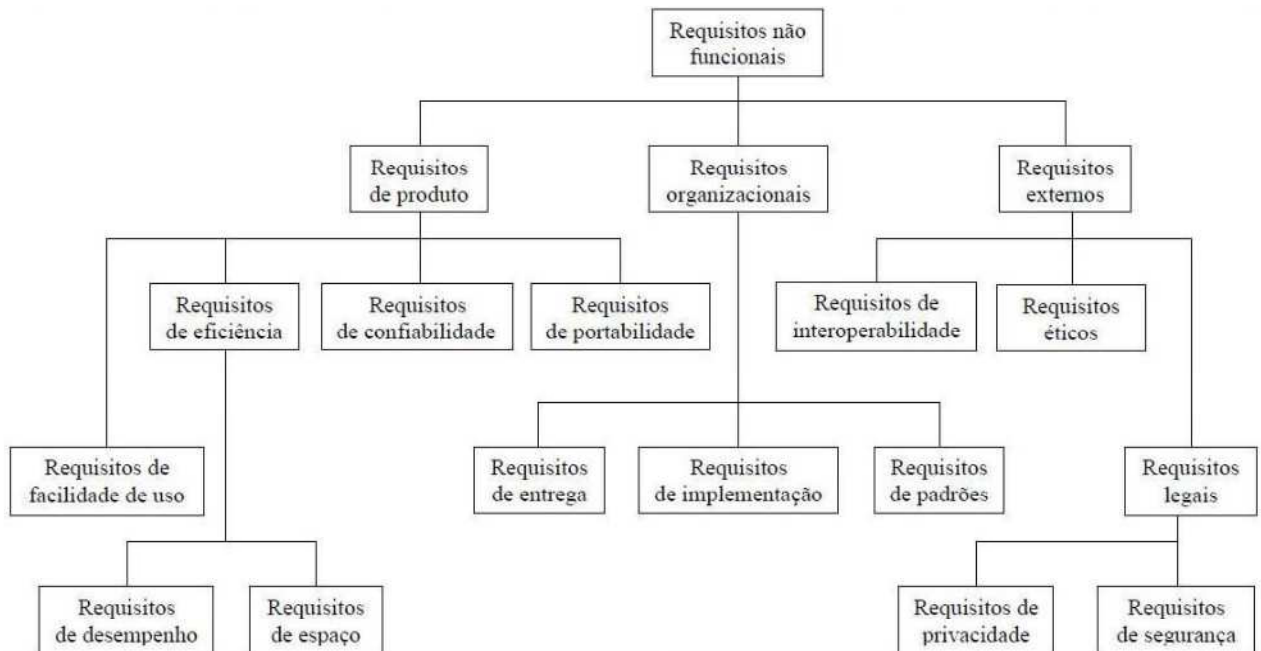 Requisitos não
funcionais
Requisitos
de produto
Requisitos
organizacionais
Requisitos
externos
Requisitos
de eficiência
Requisitos
de confiabilidade
Requisitos
de portabilidade
Requisitos de
interoperabilidade
Requisitos
éticos
Requisitos de
facilidade de uso
Requisitos
de entrega
Requisitos
de implementação
Requisitos
de padrões
Requisitos
legais
Requisitos
de desempenho
Requisitos
de espaço
Requisitos de
privacidade
Requisitos
de segurança